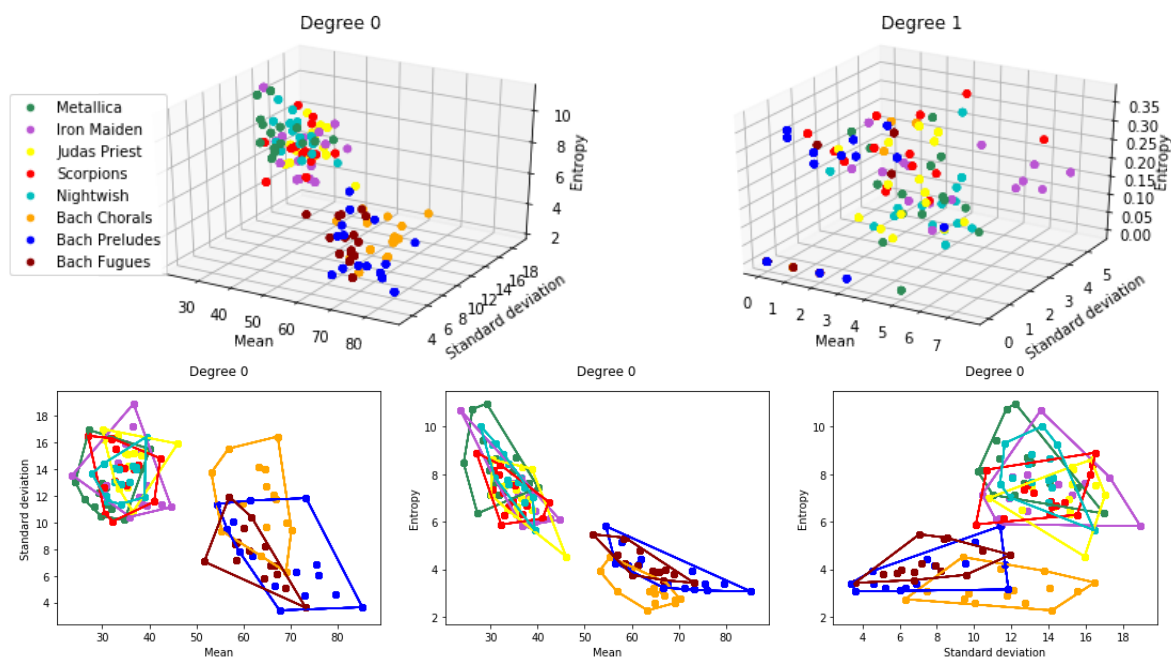 Degree 0
Metallica
Iron Maiden
Judas Priest
Scorpions
Nightwish
Bach Chorals
Bach Preludes
Bach Fugues
30 40 50 60 70 80
Mean
4 6 8 10 12 14 16 18
Standard deviation
2 4 6 8 10
Entropy
Degree 1
0 1 2 3 4 5 6 7
Mean
0 1 2 3 4 5
Standard deviation
0.00 0.05 0.10 0.15 0.20 0.25 0.30 0.35
Entropy
Degree 0
18
16
14
12
10
8
6
4
Standard deviation
30 40 50 60 70 80
Mean
Degree 0
10
8
6
4
2
Entropy
30 40 50 60 70 80
Mean
Degree 0
10
8
6
4
2
Entropy
4 6 8 10 12 14 16 18
Standard deviation